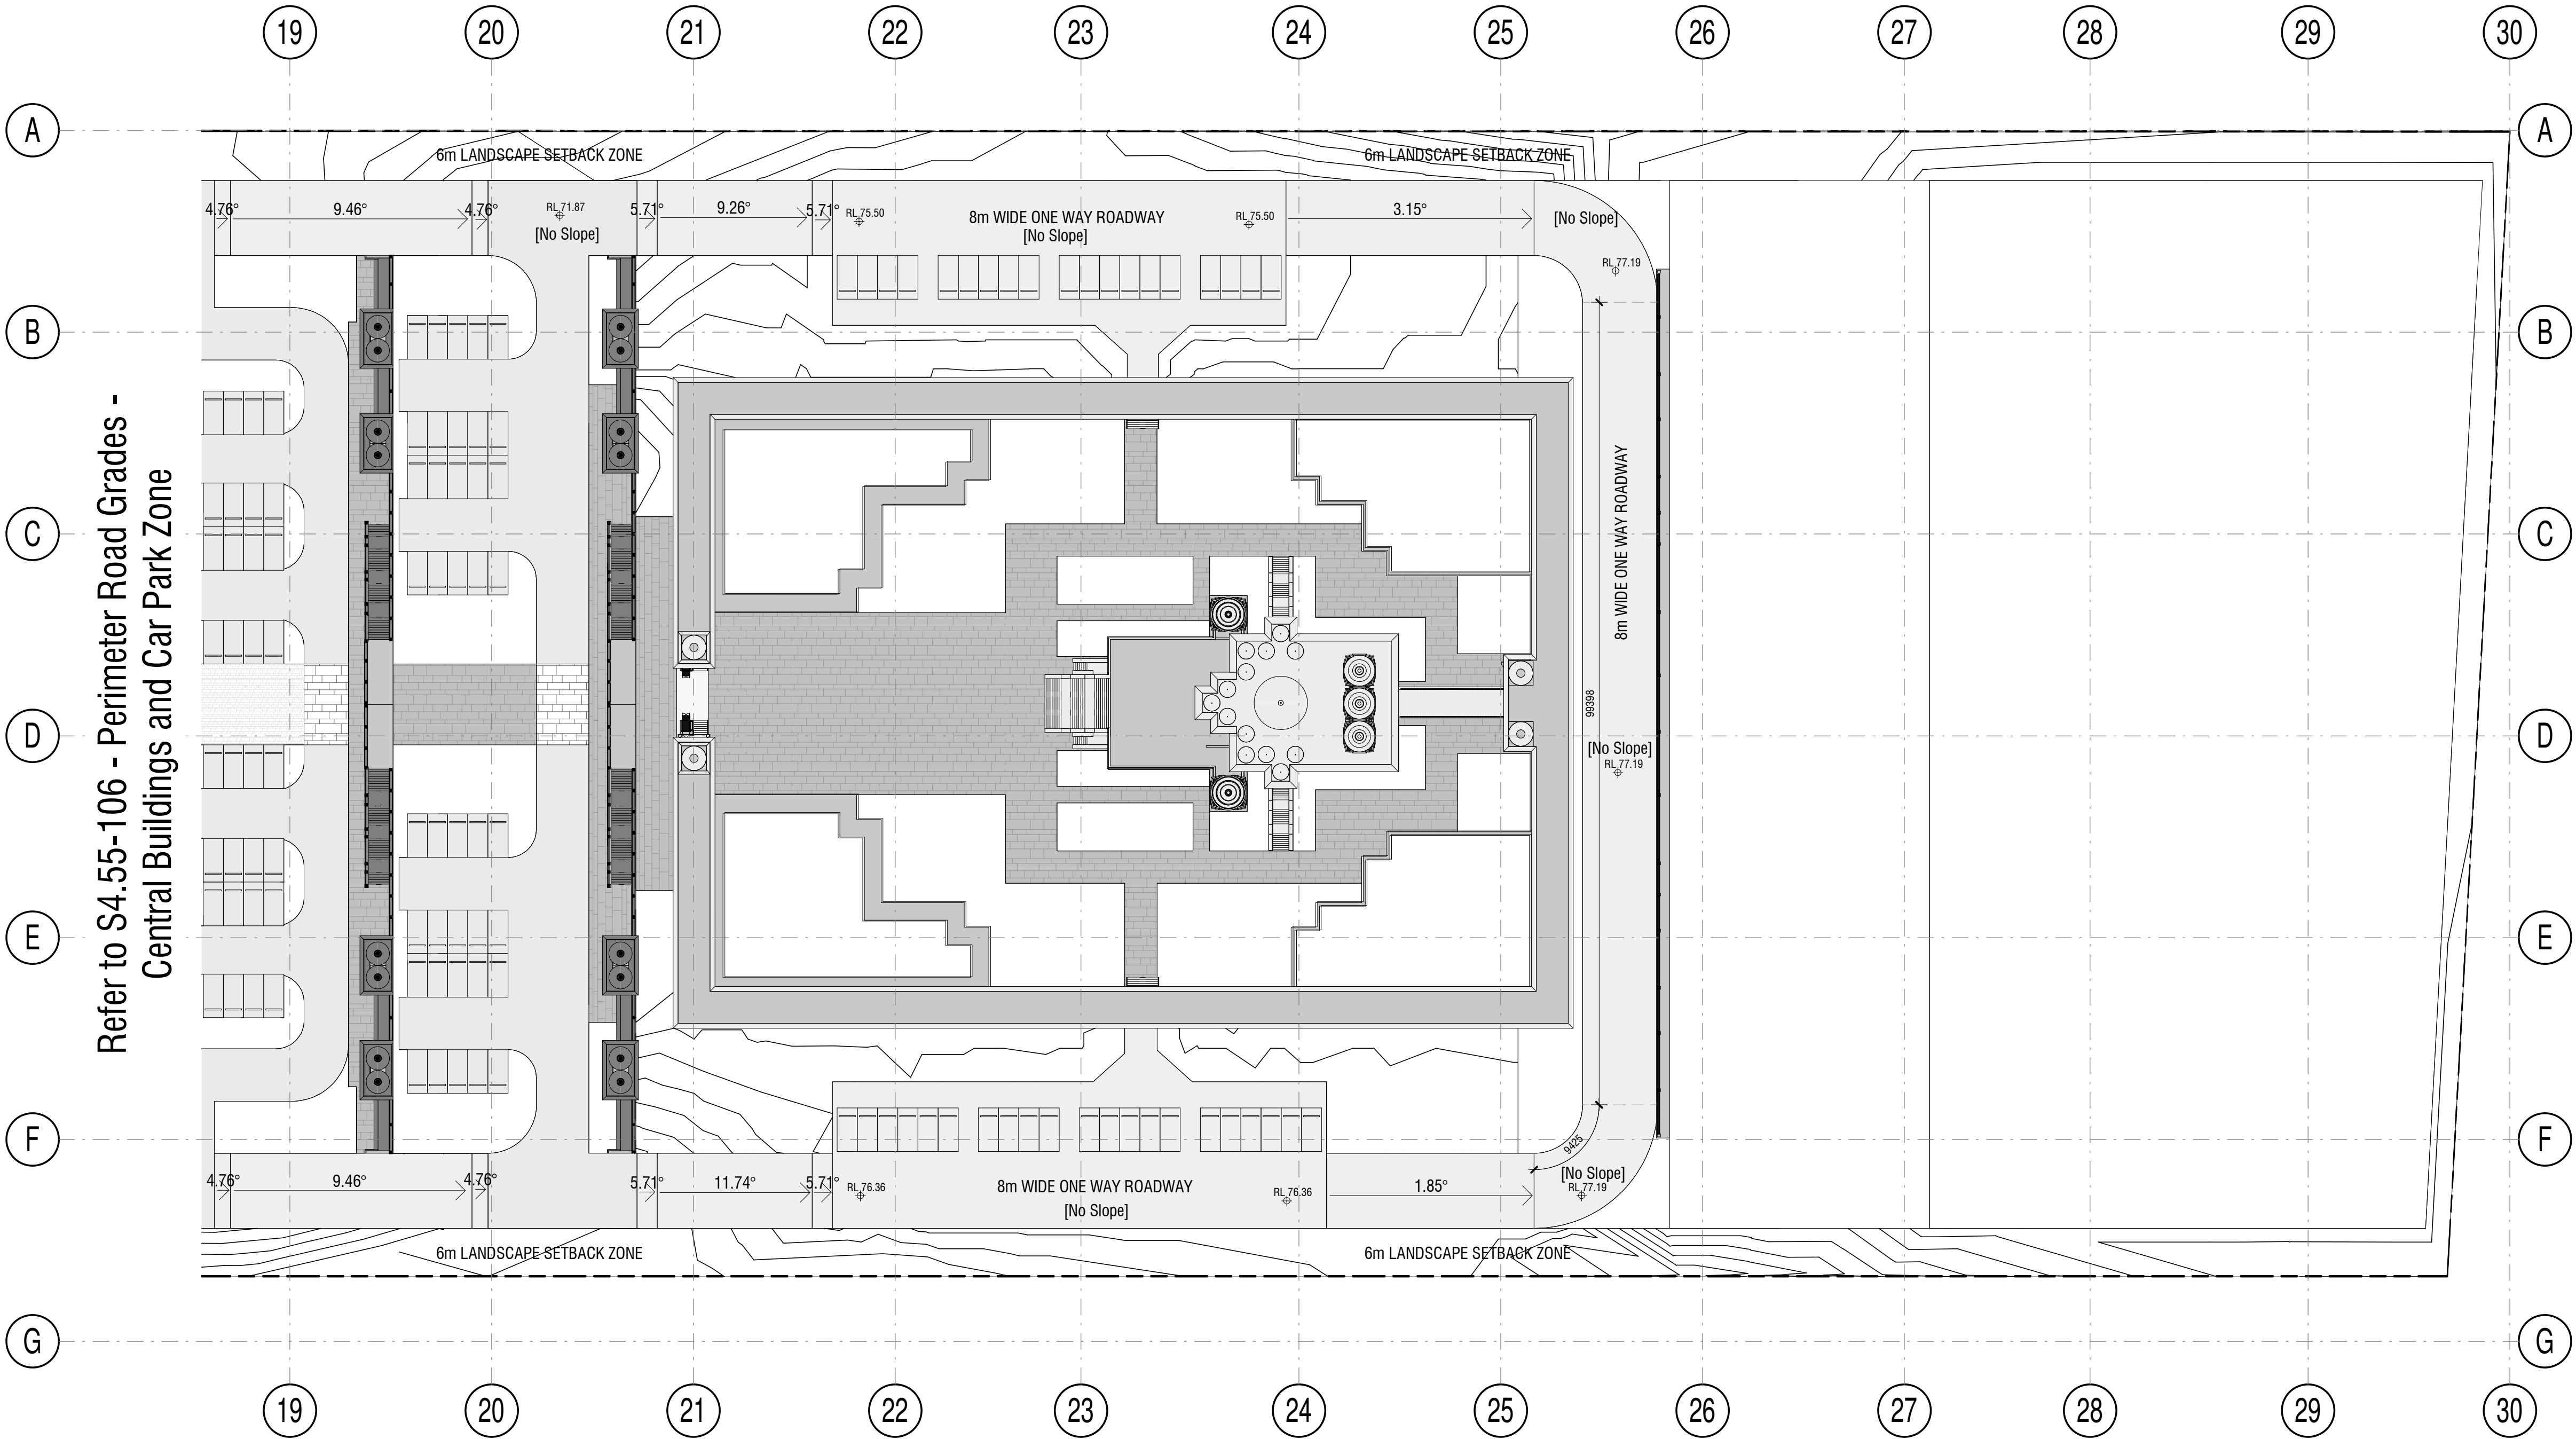 19 20 21 22 23 24 25 26 27 28 29 30
A A
6m LANDSCAPE SETBACK ZONE 6m LANDSCAPE SETBACK ZONE
4.76° 9.46° 4.76° RL 71.87 5.71° 9.26° 5.71° RL 75.50 8m WIDE ONE WAY ROADWAY RL 75.50 3.15° [No Slope]
[No Slope] [No Slope]
RL 77.19
B B
Refer to S4.55-106 - Perimeter Road Grades -
Central Buildings and Car Park Zone
C C
8m WIDE ONE WAY ROADWAY
99398
D D
[No Slope]
RL 77.19
E E
F F
9425
4.76° 9.46° 4.76° 5.71° 11.74° 5.71° RL 76.36 8m WIDE ONE WAY ROADWAY RL 76.36 1.85° [No Slope]
[No Slope] RL 77.19
6m LANDSCAPE SETBACK ZONE 6m LANDSCAPE SETBACK ZONE
G G
19 20 21 22 23 24 25 26 27 28 29 30